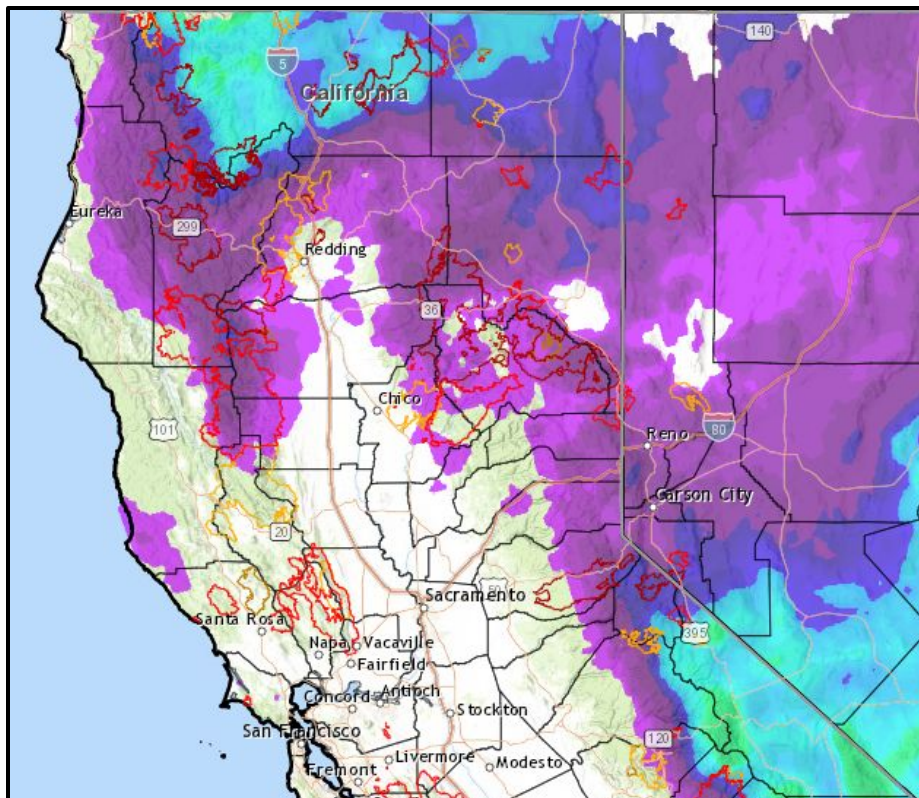 140
5
California
Eureka
299
Redding
36
Chico
101
Reno
80
Carson City
20
50
Sacramento
Santa Rosa
395
Napa
Vacaville
Fairfield
Concord
Antioch
Stockton
San Francisco
120
Livermore
Modesto
Fremont